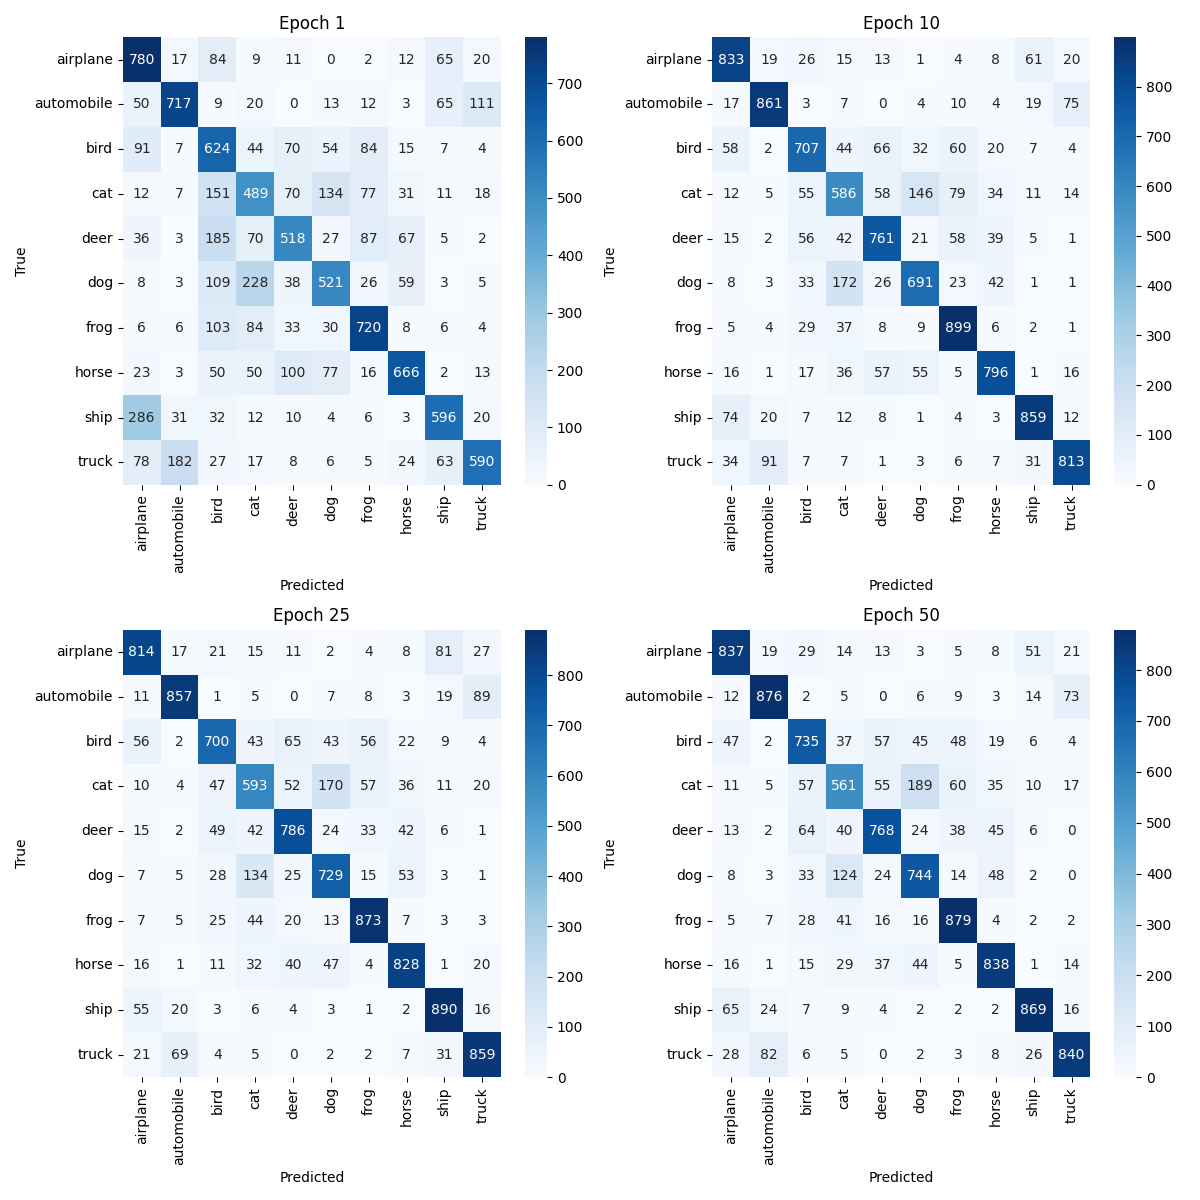 Epoch 1
airplane 780 17 84 9 11 0 2 12 65 20
automobile 50 717 9 20 0 13 12 3 65 111
bird 91 7 624 44 70 54 84 15 7 4
cat 12 7 151 489 70 134 77 31 11 18
deer 36 3 185 70 518 27 87 67 5 2
dog 8 3 109 228 38 521 26 59 3 5
frog 6 6 103 84 33 30 720 8 6 4
horse 23 3 50 50 100 77 16 666 2 13
ship 286 31 32 12 10 4 6 3 596 20
truck 78 182 27 17 8 6 5 24 63 590
True
airplane automobile bird cat deer dog frog horse ship truck
Predicted
700
600
500
400
300
200
100
0
Epoch 10
airplane 833 19 26 15 13 1 4 8 61 20
automobile 17 861 3 7 0 4 10 4 19 75
bird 58 2 707 44 66 32 60 20 7 4
cat 12 5 55 586 58 146 79 34 11 14
deer 15 2 56 42 761 21 58 39 5 1
dog 8 3 33 172 26 691 23 42 1 1
frog 5 4 29 37 8 9 899 6 2 1
horse 16 1 17 36 57 55 5 796 1 16
ship 74 20 7 12 8 1 4 3 859 12
truck 34 91 7 7 1 3 6 7 31 813
True
airplane automobile bird cat deer dog frog horse ship truck
Predicted
800
700
600
500
400
300
200
100
0
Epoch 25
airplane 814 17 21 15 11 2 4 8 81 27
automobile 11 857 1 5 0 7 8 3 19 89
bird 56 2 700 43 65 43 56 22 9 4
cat 10 4 47 593 52 170 57 36 11 20
deer 15 2 49 42 786 24 33 42 6 1
dog 7 5 28 134 25 729 15 53 3 1
frog 7 5 25 44 20 13 873 7 3 3
horse 16 1 11 32 40 47 4 828 1 20
ship 55 20 3 6 4 3 1 2 890 16
truck 21 69 4 5 0 2 2 7 31 859
True
airplane automobile bird cat deer dog frog horse ship truck
Predicted
800
700
600
500
400
300
200
100
0
Epoch 50
airplane 837 19 29 14 13 3 5 8 51 21
automobile 12 876 2 5 0 6 9 3 14 73
bird 47 2 735 37 57 45 48 19 6 4
cat 11 5 57 561 55 189 60 35 10 17
deer 13 2 64 40 768 24 38 45 6 0
dog 8 3 33 124 24 744 14 48 2 0
frog 5 7 28 41 16 16 879 4 2 2
horse 16 1 15 29 37 44 5 838 1 14
ship 65 24 7 9 4 2 2 2 869 16
truck 28 82 6 5 0 2 3 8 26 840
True
airplane automobile bird cat deer dog frog horse ship truck
Predicted
800
700
600
500
400
300
200
100
0